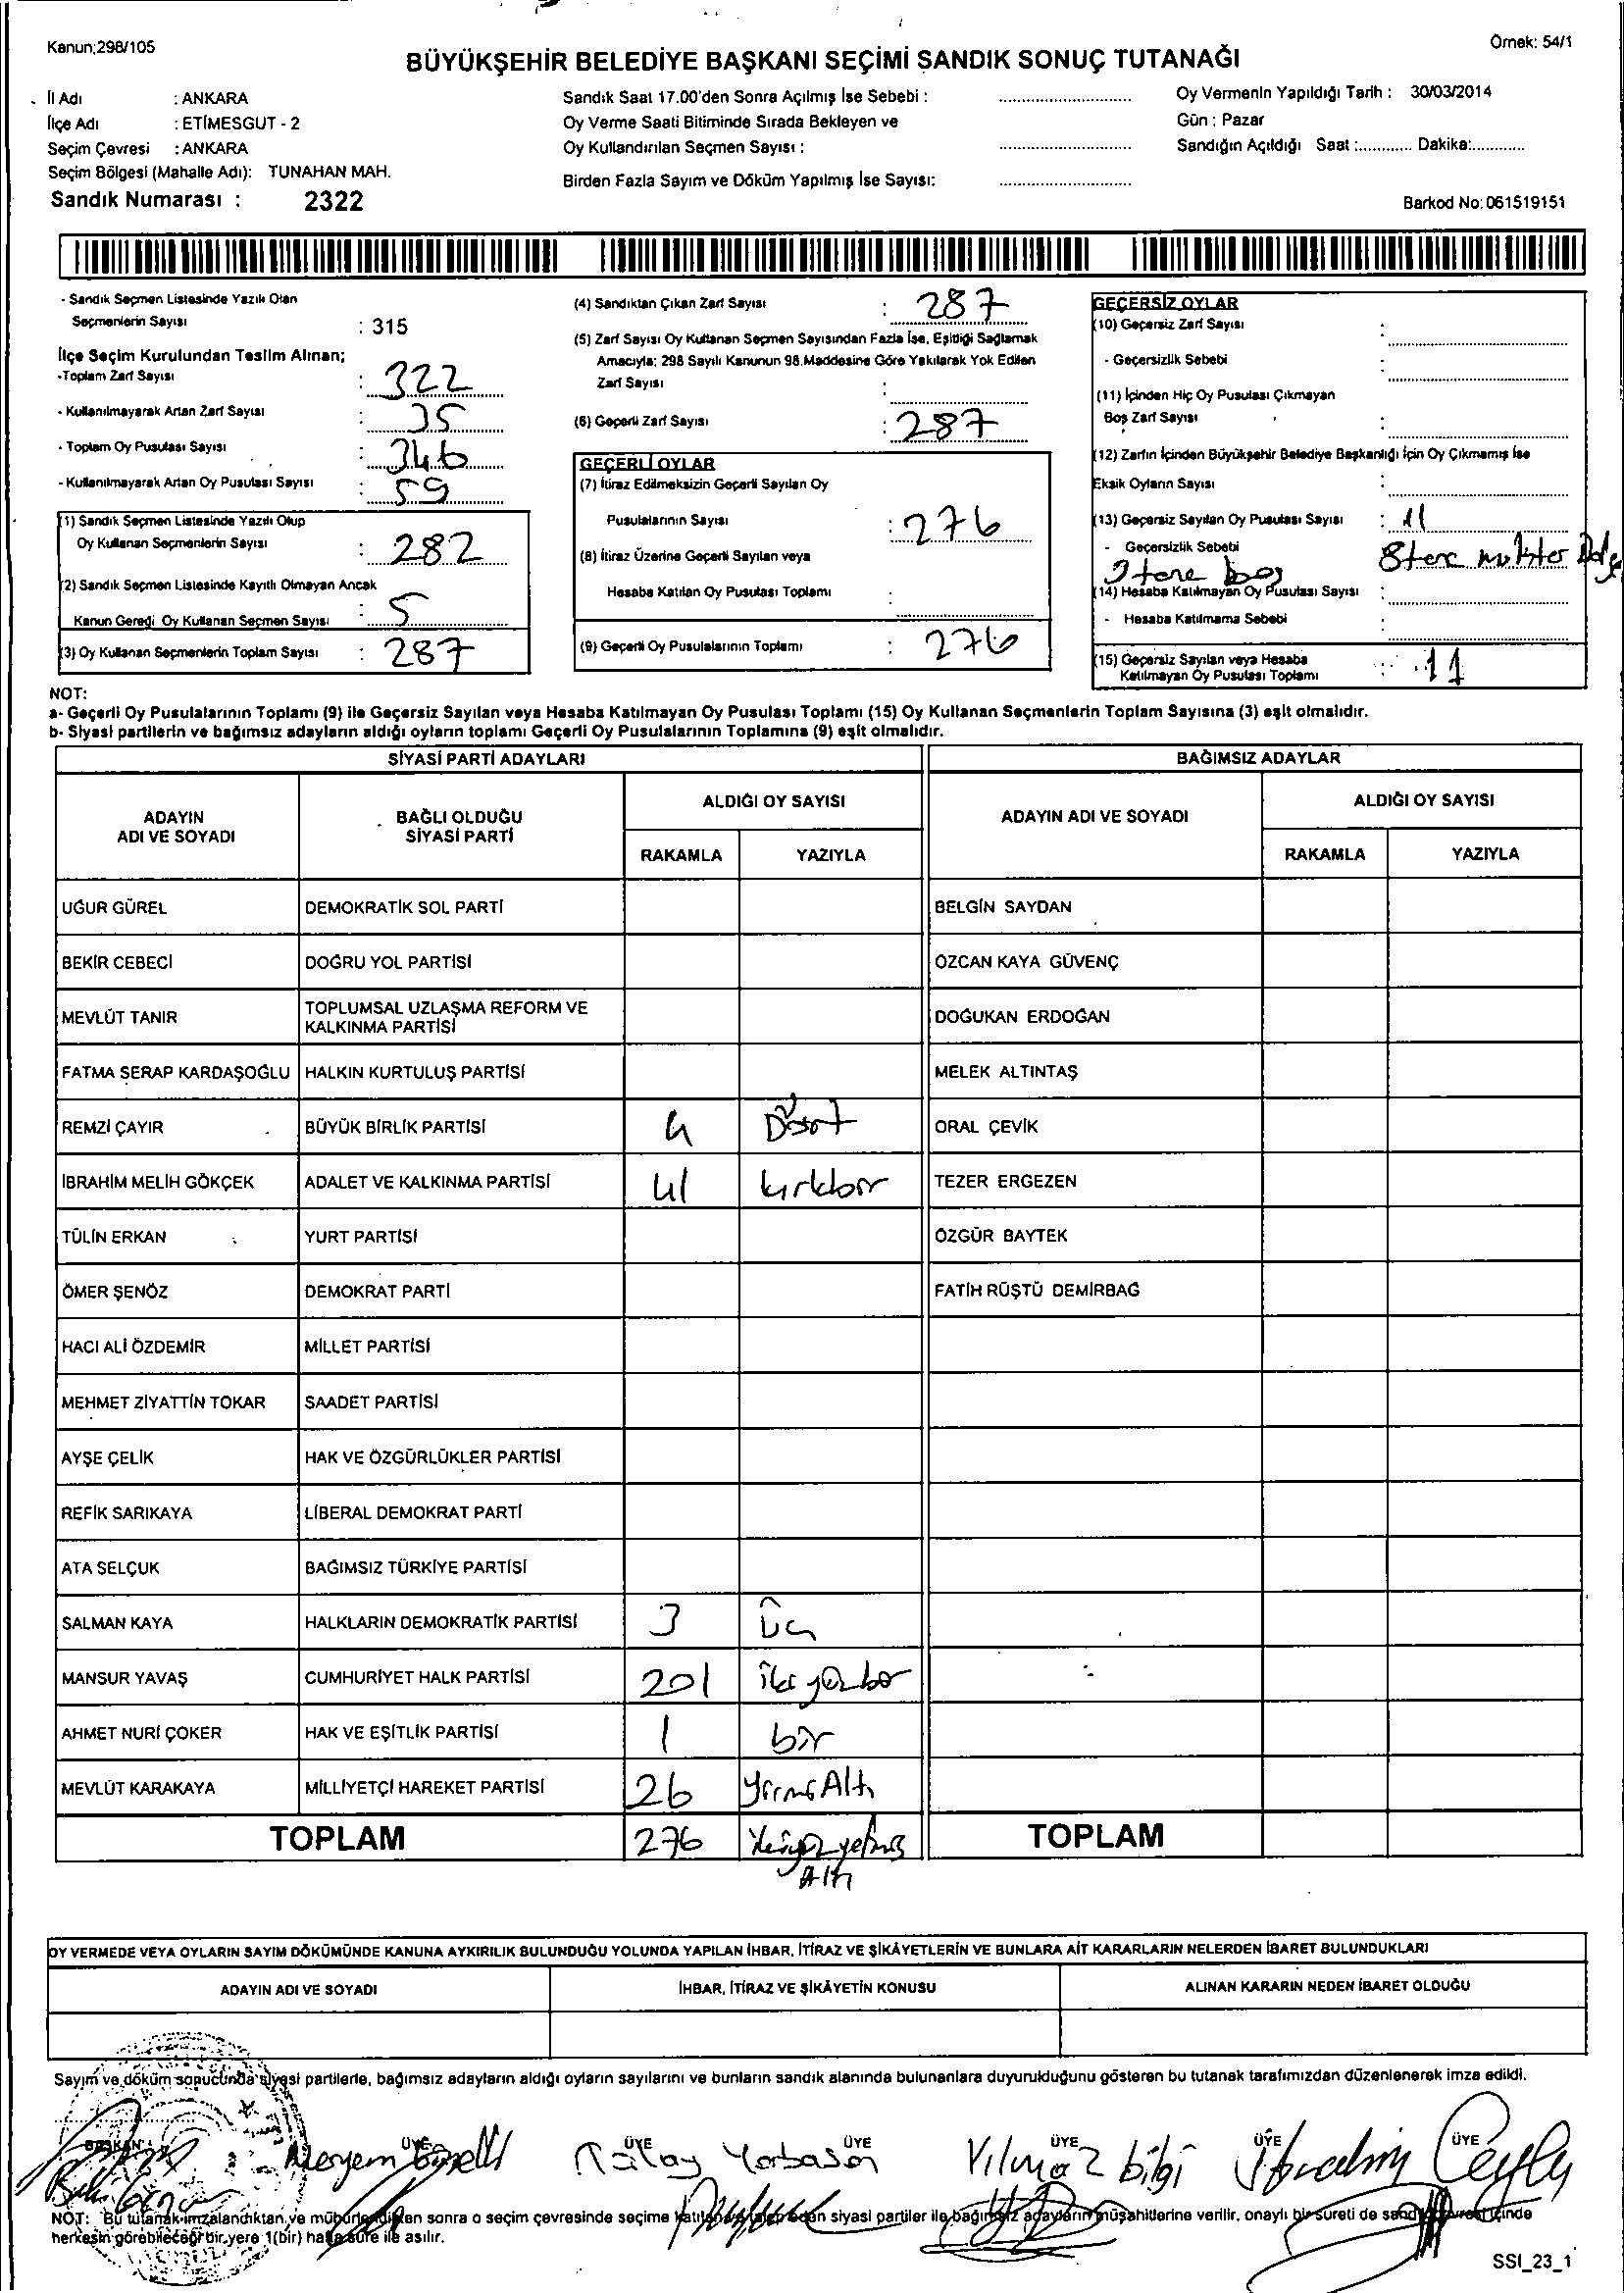 Kanun;298/105
Örnek: 54/1
BÜYÜKŞEHİR BELEDİYE BAŞKANI SEÇİMİ SANDIK SONUÇ TUTANAĞI
İl Adı : ANKARA
İlçe Adı : ETİMESGUT - 2
Seçim Çevresi : ANKARA
Seçim Bölgesi (Mahalle Adı): TUNAHAN MAH.
Sandık Numarası : 2322
Sandık Saat 17.00'den Sonra Açılmış İse Sebebi :
Oy Verme Saati Bitiminde Sırada Bekleyen ve
Oy Kullandırılan Seçmen Sayısı :
Birden Fazla Sayım ve Döküm Yapılmış İse Sayısı:
Oy Vermenin Yapıldığı Tarih : 30/03/2014
Gün : Pazar
Sandığın Açıldığı Saat :............ Dakika:............
Barkod No: 061519151
- Sandık Seçmen Listesinde Yazılı Olan
Seçmenlerin Sayısı : 315
İlçe Seçim Kurulundan Teslim Alınan;
-Toplam Zarf Sayısı : 322
- Kullanılmayarak Artan Zarf Sayısı : 35
- Toplam Oy Pusulası Sayısı : 346
- Kullanılmayarak Artan Oy Pusulası Sayısı : 59
(1) Sandık Seçmen Listesinde Yazılı Olup
Oy Kullanan Seçmenlerin Sayısı : 282
(2) Sandık Seçmen Listesinde Kayıtlı Olmayan Ancak
Kanun Gereği Oy Kullanan Seçmen Sayısı : 5
(3) Oy Kullanan Seçmenlerin Toplam Sayısı : 287
(4) Sandıktan Çıkan Zarf Sayısı : 287
(5) Zarf Sayısı Oy Kullanan Seçmen Sayısından Fazla İse, Eşitliği Sağlamak
Amacıyla; 298 Sayılı Kanunun 98.Maddesine Göre Yakılarak Yok Edilen
Zarf Sayısı :
(6) Geçerli Zarf Sayısı : 287
GEÇERLİ OYLAR
(7) İtiraz Edilmeksizin Geçerli Sayılan Oy
Pusulalarının Sayısı : 276
(8) İtiraz Üzerine Geçerli Sayılan veya
Hesaba Katılan Oy Pusulası Toplamı :
(9) Geçerli Oy Pusulalarının Toplamı : 276
GEÇERSİZ OYLAR
(10) Geçersiz Zarf Sayısı :
- Geçersizlik Sebebi :
(11) İçinden Hiç Oy Pusulası Çıkmayan
Boş Zarf Sayısı :
(12) Zarfın İçinden Büyükşehir Belediye Başkanlığı İçin Oy Çıkmamış İse
Eksik Oyların Sayısı :
(13) Geçersiz Sayılan Oy Pusulası Sayısı : 11
- Geçersizlik Sebebi 8 tane
3 tane boş
(14) Hesaba Katılmayan Oy Pusulası Sayısı :
- Hesaba Katılmama Sebebi :
(15) Geçersiz Sayılan veya Hesaba
Katılmayan Oy Pusulası Toplamı : 11
NOT:
a- Geçerli Oy Pusulalarının Toplamı (9) ile Geçersiz Sayılan veya Hesaba Katılmayan Oy Pusulası Toplamı (15) Oy Kullanan Seçmenlerin Toplam Sayısına (3) eşit olmalıdır.
b- Siyasi partilerin ve bağımsız adayların aldığı oyların toplamı Geçerli Oy Pusulalarının Toplamına (9) eşit olmalıdır.
SİYASİ PARTİ ADAYLARI
BAĞIMSIZ ADAYLAR
ADAYIN
ADI VE SOYADI
BAĞLI OLDUĞU
SİYASİ PARTİ
ALDIĞI OY SAYISI
RAKAMLA YAZIYLA
ADAYIN ADI VE SOYADI
ALDIĞI OY SAYISI
RAKAMLA YAZIYLA
UĞUR GÜREL DEMOKRATİK SOL PARTİ BELGİN SAYDAN
BEKİR CEBECİ DOĞRU YOL PARTİSİ ÖZCAN KAYA GÜVENÇ
MEVLÜT TANIR TOPLUMSAL UZLAŞMA REFORM VE
KALKINMA PARTİSİ DOĞUKAN ERDOĞAN
FATMA SERAP KARDAŞOĞLU HALKIN KURTULUŞ PARTİSİ MELEK ALTINTAŞ
REMZİ ÇAYIR BÜYÜK BİRLİK PARTİSİ 4 Dört ORAL ÇEVİK
İBRAHİM MELİH GÖKÇEK ADALET VE KALKINMA PARTİSİ 41 kırkbir TEZER ERGEZEN
TÜLİN ERKAN YURT PARTİSİ ÖZGÜR BAYTEK
ÖMER ŞENÖZ DEMOKRAT PARTİ FATİH RÜŞTÜ DEMİRBAĞ
HACI ALİ ÖZDEMİR MİLLET PARTİSİ
MEHMET ZİYATTİN TOKAR SAADET PARTİSİ
AYŞE ÇELİK HAK VE ÖZGÜRLÜKLER PARTİSİ
REFİK SARIKAYA LİBERAL DEMOKRAT PARTİ
ATA SELÇUK BAĞIMSIZ TÜRKİYE PARTİSİ
SALMAN KAYA HALKLARIN DEMOKRATİK PARTİSİ 3 üç
MANSUR YAVAŞ CUMHURİYET HALK PARTİSİ 201 iki yüz bir
AHMET NURİ ÇOKER HAK VE EŞİTLİK PARTİSİ 1 bir
MEVLÜT KARAKAYA MİLLİYETÇİ HAREKET PARTİSİ 26 Yirmi Altı
TOPLAM 276 İkiyüz yetmiş
Altı
TOPLAM
OY VERMEDE VEYA OYLARIN SAYIM DÖKÜMÜNDE KANUNA AYKIRILIK BULUNDUĞU YOLUNDA YAPILAN İHBAR, İTİRAZ VE ŞİKÂYETLERİN VE BUNLARA AİT KARARLARIN NELERDEN İBARET BULUNDUKLARI
ADAYIN ADI VE SOYADI İHBAR, İTİRAZ VE ŞİKÂYETİN KONUSU ALINAN KARARIN NEDEN İBARET OLDUĞU
Sayım ve döküm sonucunda siyasi partilerle, bağımsız adayların aldığı oyların sayılarını ve bunların sandık alanında bulunanlara duyurulduğunu gösteren bu tutanak tarafımızdan düzenlenerek imza edildi.
BAŞKAN ÜYE ÜYE ÜYE ÜYE ÜYE
Meryem Yılmaz bilgi İbrahim
NOT: Bu tutanak imzalandıktan ve mühürlendikten sonra o seçim çevresinde seçime katılan siyasi partiler ile bağımsız adayların müşahitlerine verilir. onaylı bir sureti de sandık çevresi içinde
herkesin görebileceği bir yere 1(bir) hafta süre ile asılır.
SSI_23_1